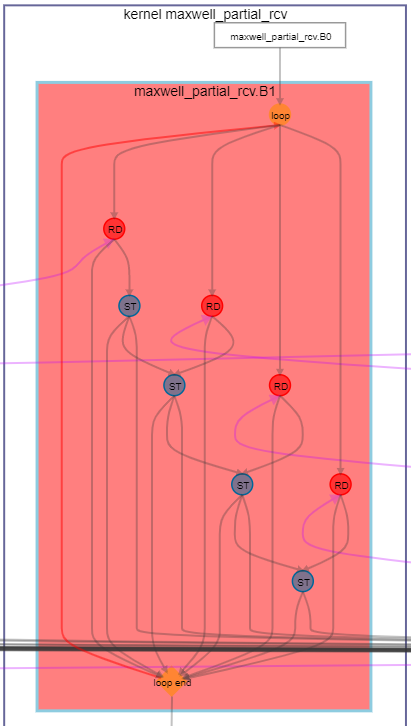 kernel maxwell_partial_rcv
maxwell_partial_rcv.B0
maxwell_partial_rcv.B1
loop
RD
ST
RD
ST
RD
ST
RD
ST
loop end